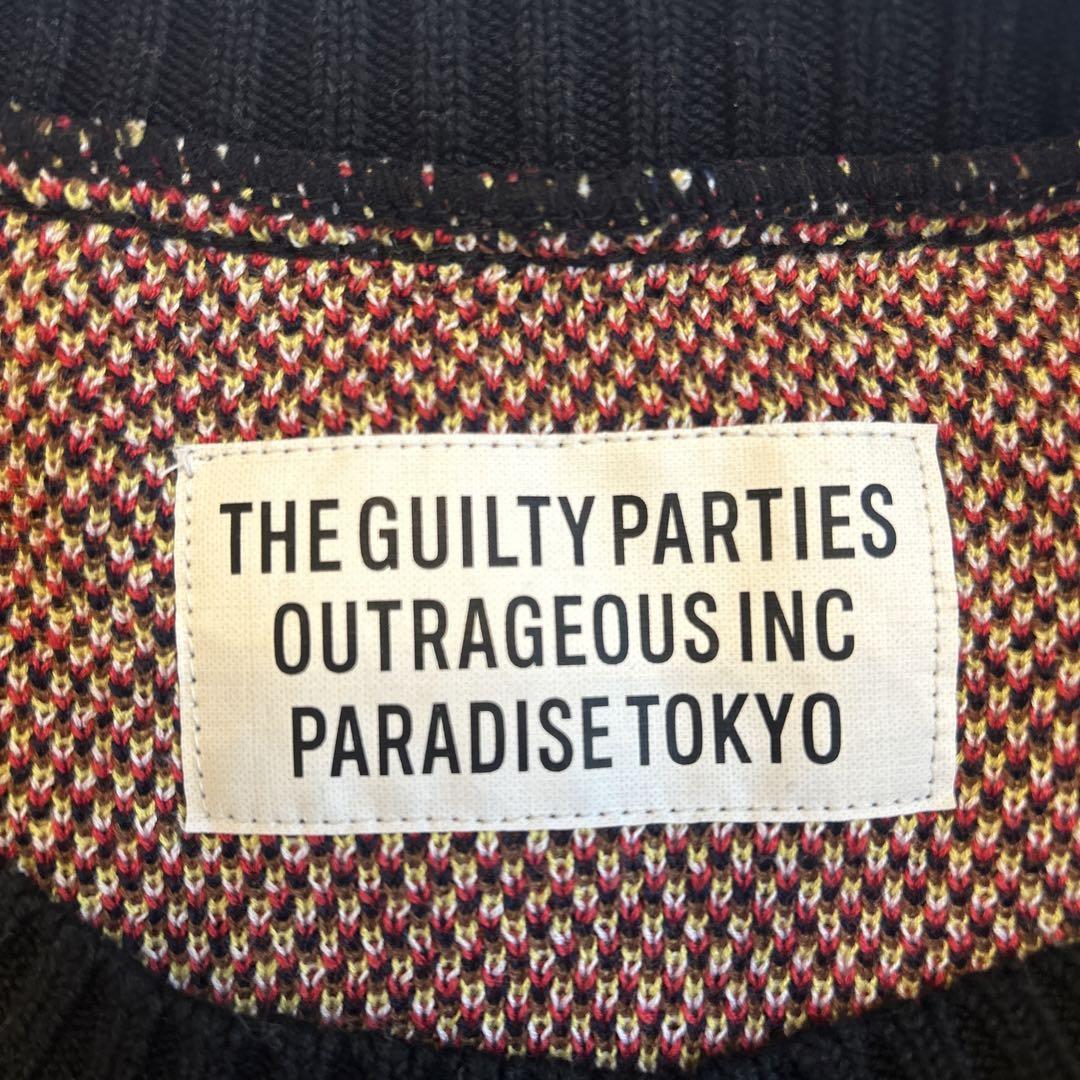 THE GUILTY PARTIES
OUTRAGEOUS INC
PARADISE TOKYO